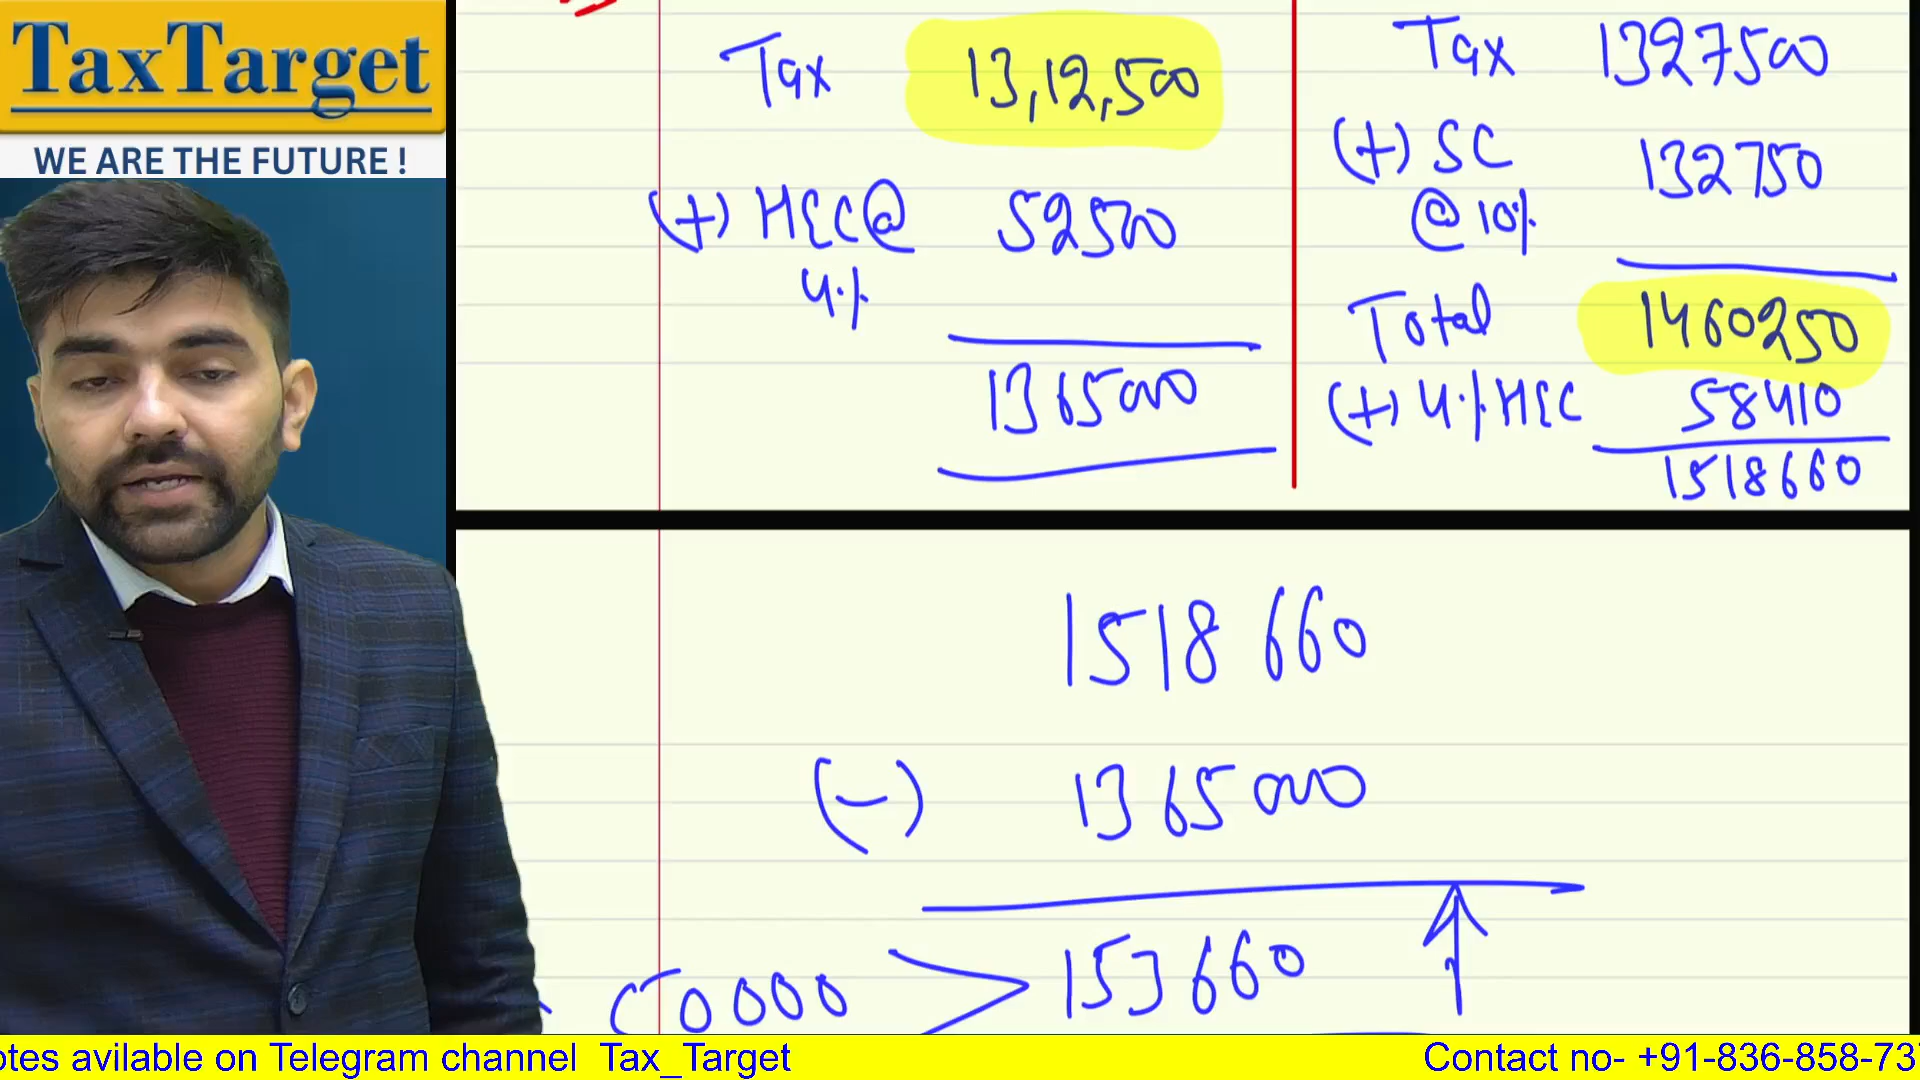 TaxTarget
WE ARE THE FUTURE !
Tax 13,12,500
(+) HEC@ 52500
4%
1365000
Tax 1327500
(+) SC 132750
@ 10%
Total 1460250
(+) 4% HEC 58410
1518660
1518660
(-) 1365000
50000 > 153660
otes avilable on Telegram channel Tax_Target
Contact no- +91-836-858-737